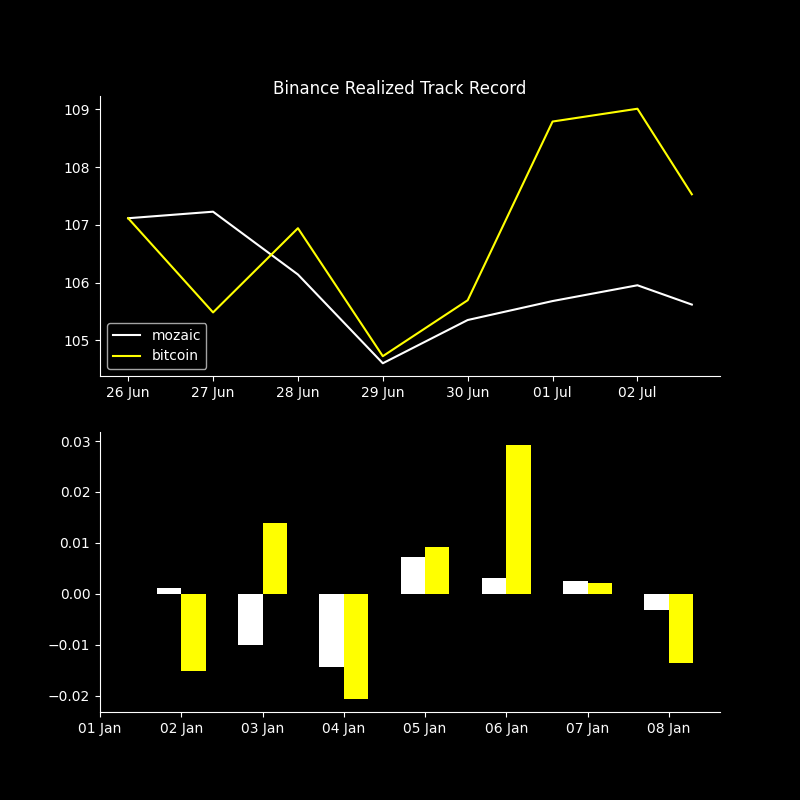 Binance Realized Track Record
109
108
107
106
105
mozaic
bitcoin
26 Jun 27 Jun 28 Jun 29 Jun 30 Jun 01 Jul 02 Jul
0.03
0.02
0.01
0.00
−0.01
−0.02
01 Jan 02 Jan 03 Jan 04 Jan 05 Jan 06 Jan 07 Jan 08 Jan